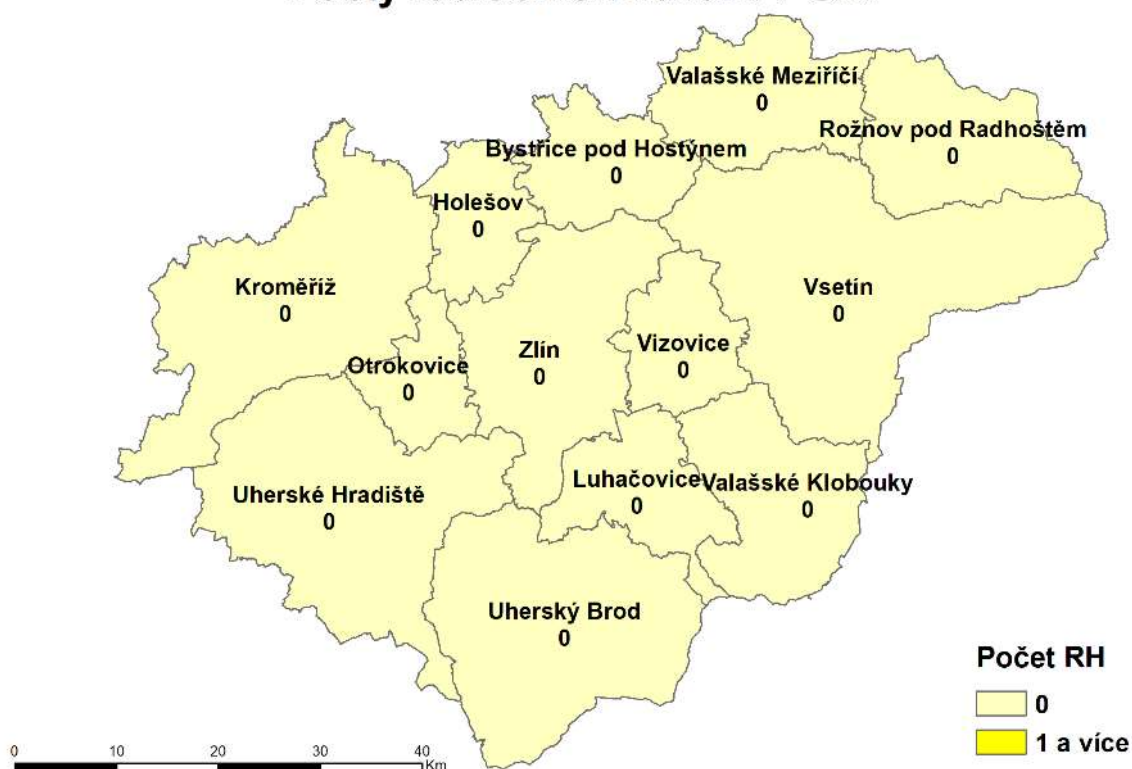 Valašské Meziříčí
0
Rožnov pod Radhoštěm
0
Bystřice pod Hostýnem
0
Holešov
0
Kroměříž
0
Vsetín
0
Otrokovice
0
Zlín
0
Vizovice
0
Uherské Hradiště
0
Luhačovice
0
Valašské Klobouky
0
Uherský Brod
0
Počet RH
0
1 a více
0 10 20 30 40
Km